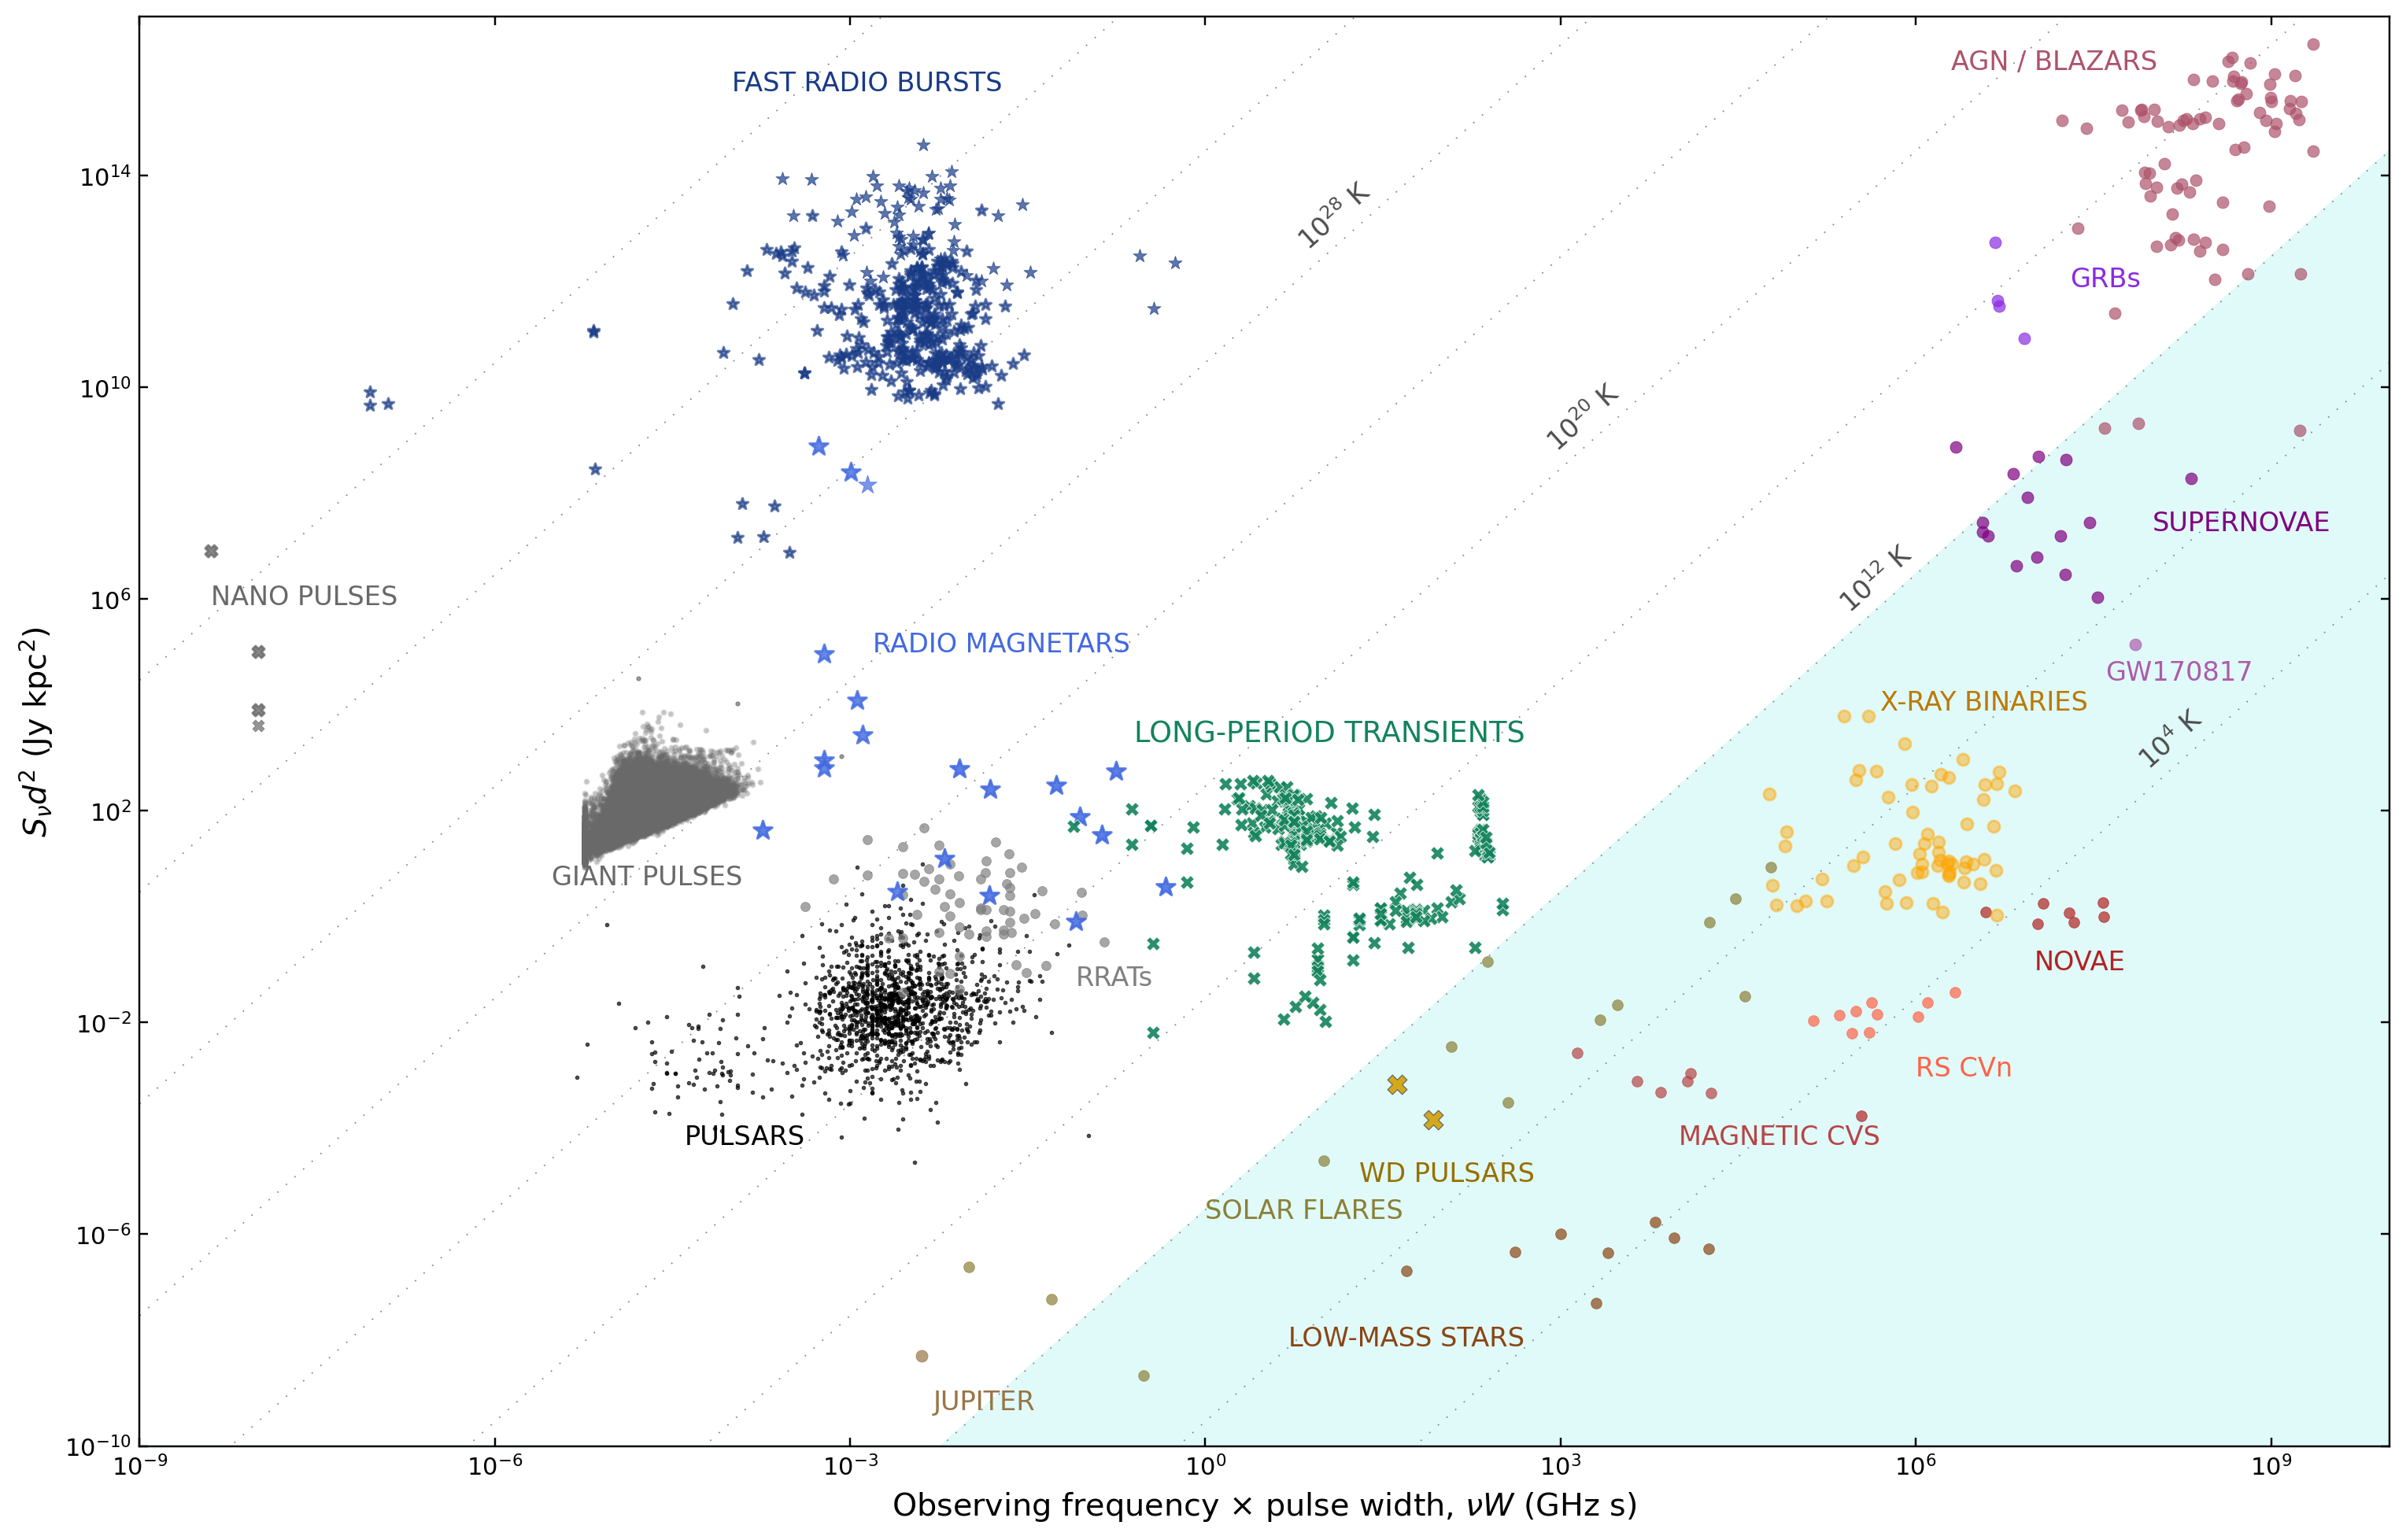 AGN / BLAZARS
FAST RADIO BURSTS
10^14
10^28 K
GRBs
10^10
10^20 K
SUPERNOVAE
10^12 K
10^6
NANO PULSES
RADIO MAGNETARS
GW170817
X-RAY BINARIES
10^4 K
LONG-PERIOD TRANSIENTS
S_ν d^2 (Jy kpc^2)
10^2
GIANT PULSES
NOVAE
RRATs
10^−2
RS CVn
PULSARS
MAGNETIC CVS
WD PULSARS
SOLAR FLARES
10^−6
LOW-MASS STARS
JUPITER
10^−10
10^−9 10^−6 10^−3 10^0 10^3 10^6 10^9
Observing frequency × pulse width, νW (GHz s)